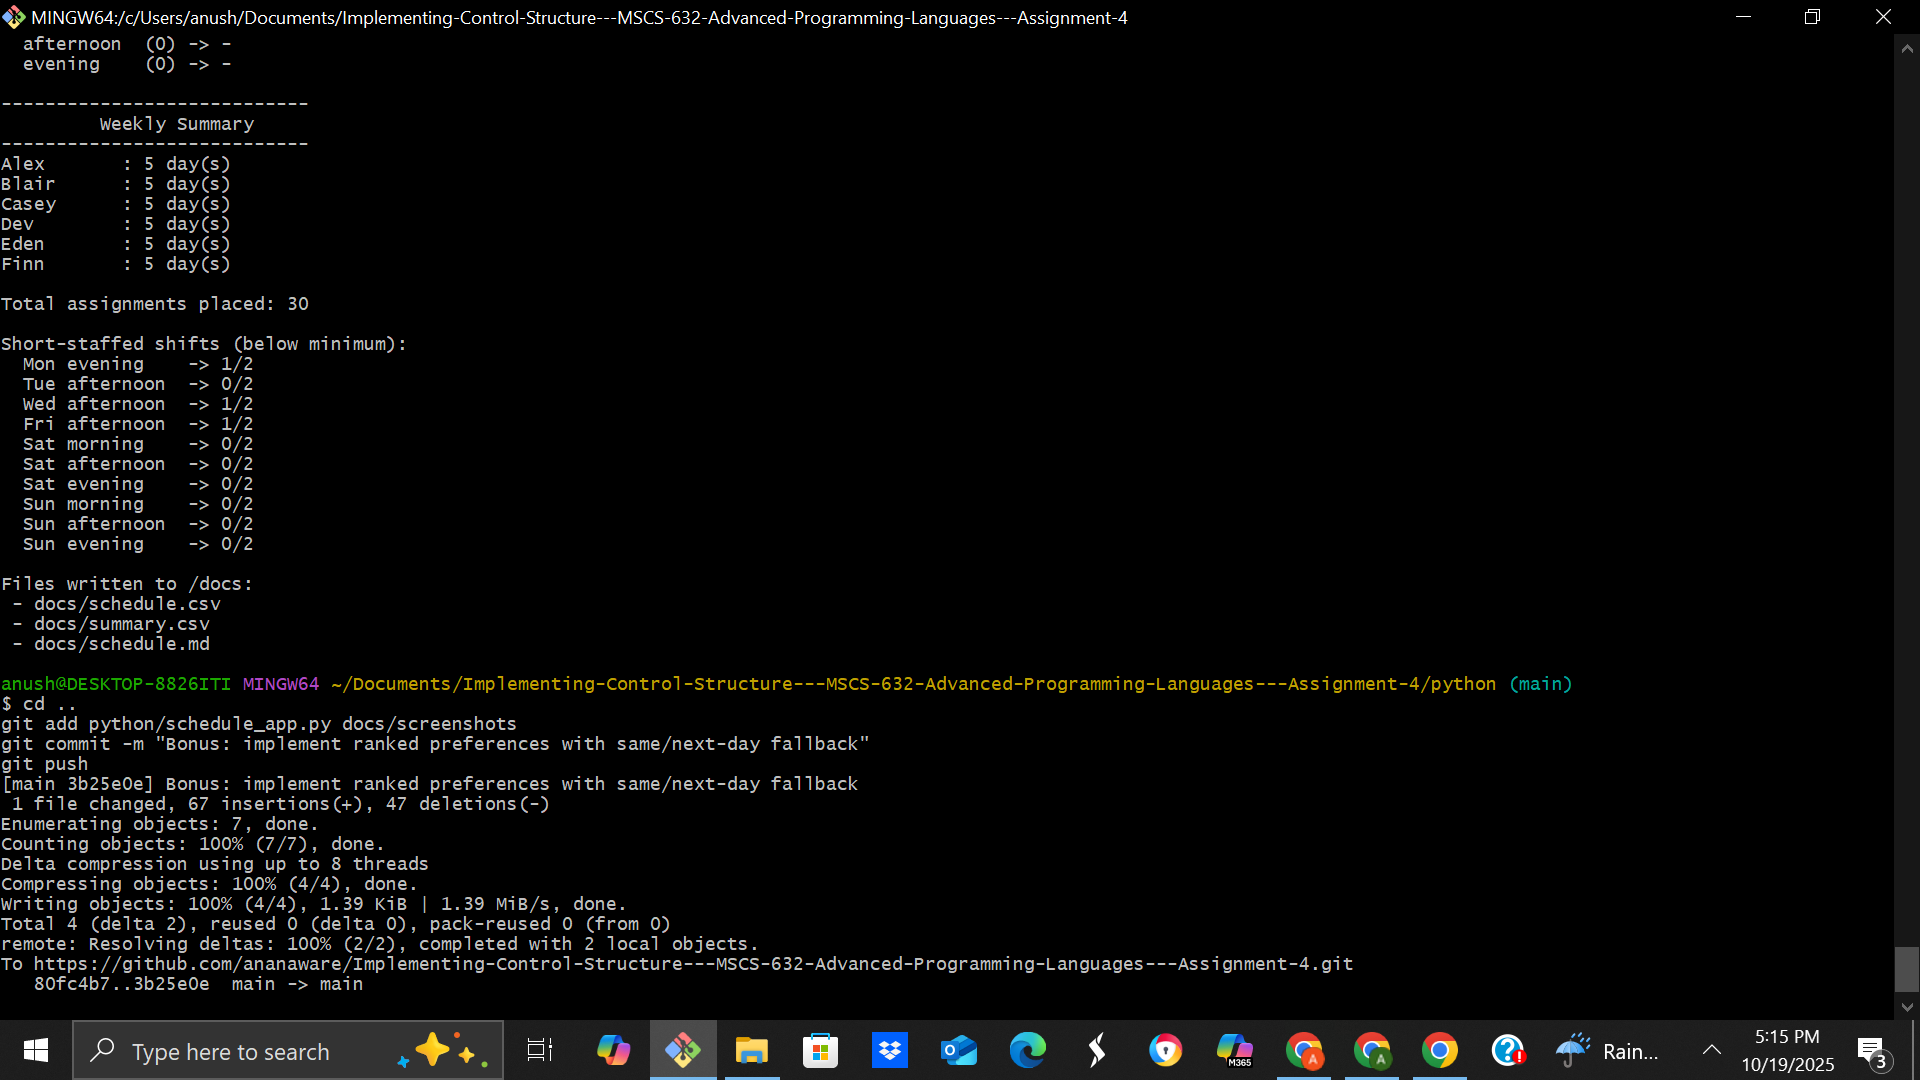 MINGW64:/c/Users/anush/Documents/Implementing-Control-Structure---MSCS-632-Advanced-Programming-Languages---Assignment-4
  afternoon  (0) -> -
  evening    (0) -> -
----------------------------
         Weekly Summary
----------------------------
Alex       : 5 day(s)
Blair      : 5 day(s)
Casey      : 5 day(s)
Dev        : 5 day(s)
Eden       : 5 day(s)
Finn       : 5 day(s)
Total assignments placed: 30
Short-staffed shifts (below minimum):
  Mon evening    -> 1/2
  Tue afternoon  -> 0/2
  Wed afternoon  -> 1/2
  Fri afternoon  -> 1/2
  Sat morning    -> 0/2
  Sat afternoon  -> 0/2
  Sat evening    -> 0/2
  Sun morning    -> 0/2
  Sun afternoon  -> 0/2
  Sun evening    -> 0/2
Files written to /docs:
 - docs/schedule.csv
 - docs/summary.csv
 - docs/schedule.md
anush@DESKTOP-8826ITI MINGW64 ~/Documents/Implementing-Control-Structure---MSCS-632-Advanced-Programming-Languages---Assignment-4/python (main)
$ cd ..
git add python/schedule_app.py docs/screenshots
git commit -m "Bonus: implement ranked preferences with same/next-day fallback"
git push
[main 3b25e0e] Bonus: implement ranked preferences with same/next-day fallback
 1 file changed, 67 insertions(+), 47 deletions(-)
Enumerating objects: 7, done.
Counting objects: 100% (7/7), done.
Delta compression using up to 8 threads
Compressing objects: 100% (4/4), done.
Writing objects: 100% (4/4), 1.39 KiB | 1.39 MiB/s, done.
Total 4 (delta 2), reused 0 (delta 0), pack-reused 0 (from 0)
remote: Resolving deltas: 100% (2/2), completed with 2 local objects.
To https://github.com/ananaware/Implementing-Control-Structure---MSCS-632-Advanced-Programming-Languages---Assignment-4.git
   80fc4b7..3b25e0e  main -> main
Type here to search
M365
A
A
Rain...
5:15 PM
10/19/2025
3